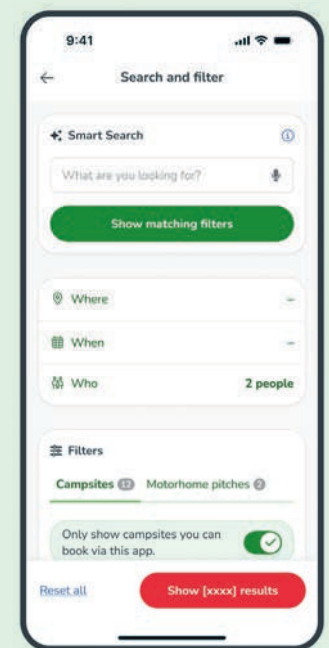 9:41
Search and filter
Smart Search
What are you looking for?
Show matching filters
Where –
When –
Who 2 people
Filters
Campsites 12 Motorhome pitches 2
Only show campsites you can
book via this app.
Reset all
Show [xxxx] results